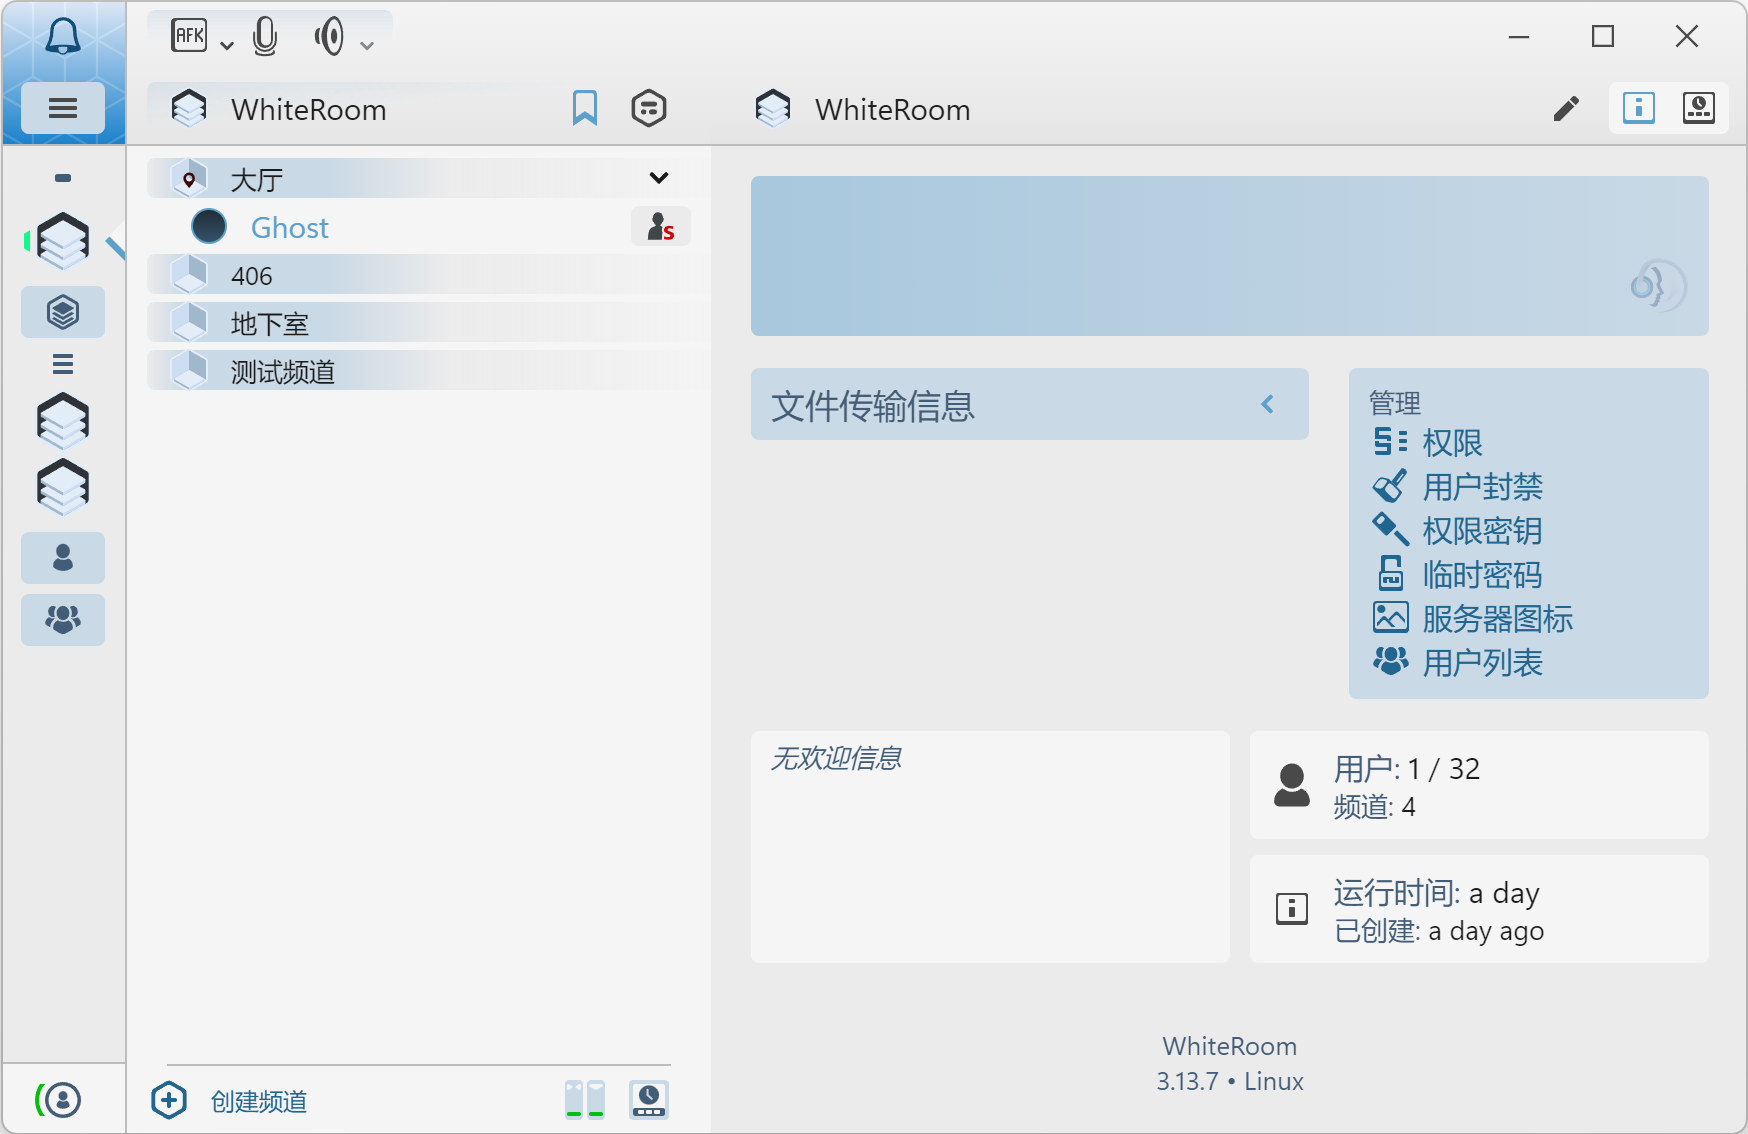 AFK
WhiteRoom
WhiteRoom
大厅
Ghost
S
406
地下室
测试频道
文件传输信息
管理
权限
用户封禁
权限密钥
临时密码
服务器图标
用户列表
无欢迎信息
用户: 1 / 32
频道: 4
运行时间: a day
已创建: a day ago
WhiteRoom
3.13.7 • Linux
创建频道